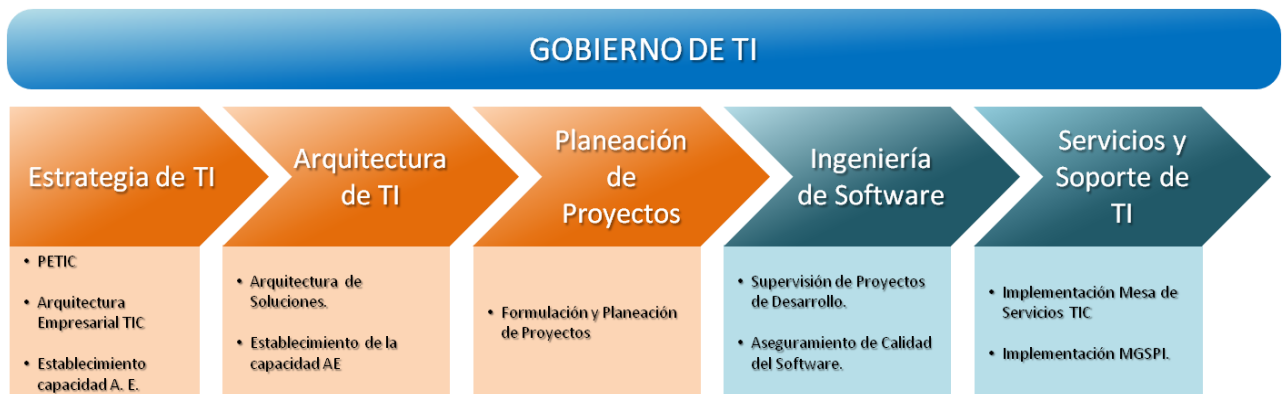 GOBIERNO DE TI
Estrategia de TI
• PETIC
• Arquitectura
Empresarial TIC
• Establecimiento
capacidad A. E.
Arquitectura
de TI
• Arquitectura de
Soluciones.
• Establecimiento de la
capacidad AE
Planeación
de
Proyectos
• Formulación y Planeación
de Proyectos
Ingeniería
de Software
• Supervisión de Proyectos
de Desarrollo.
• Aseguramiento de Calidad
del Software.
Servicios y
Soporte de
TI
• Implementación Mesa de
Servicios TIC
• Implementación MGSPI.